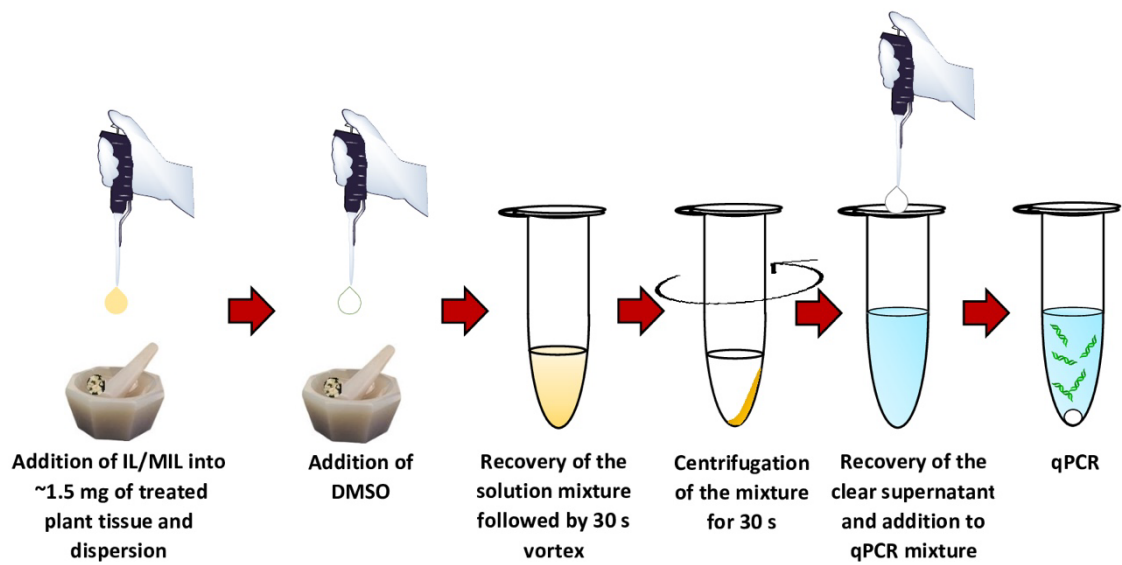 Addition of IL/MIL into
~1.5 mg of treated
plant tissue and
dispersion
Addition of
DMSO
Recovery of the
solution mixture
followed by 30 s
vortex
Centrifugation
of the mixture
for 30 s
Recovery of the
clear supernatant
and addition to
qPCR mixture
qPCR